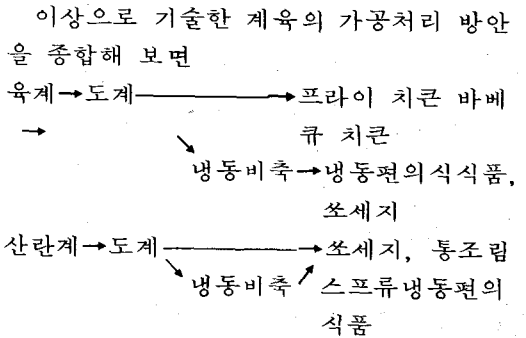 이상으로 기술한 계육의 가공처리 방안
을 종합해 보면
육계→도계→프라이 치큰 바베
→ 큐 치큰
↘
냉동비축→냉동편의식식품,
쏘세지
산란계→도계→쏘세지, 통조림
↘냉동비축↗ 스프류냉동편의
식품